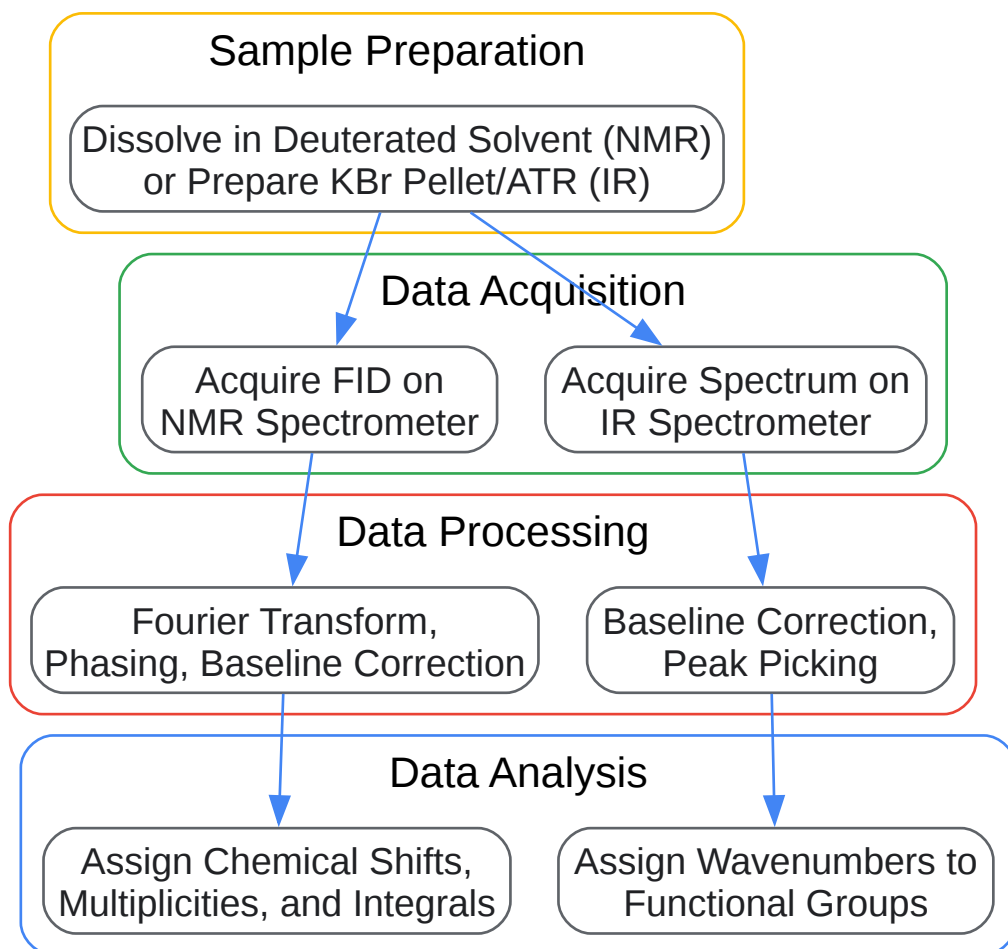 Sample Preparation
Dissolve in Deuterated Solvent (NMR)
or Prepare KBr Pellet/ATR (IR)
Data Acquisition
Acquire FID on
NMR Spectrometer
Acquire Spectrum on
IR Spectrometer
Data Processing
Fourier Transform,
Phasing, Baseline Correction
Baseline Correction,
Peak Picking
Data Analysis
Assign Chemical Shifts,
Multiplicities, and Integrals
Assign Wavenumbers to
Functional Groups